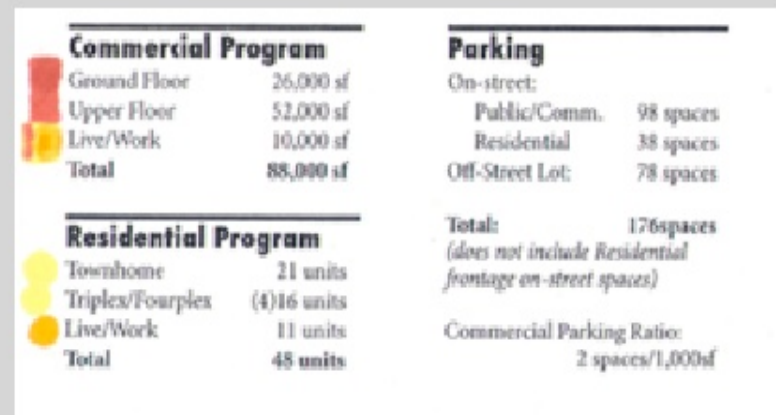 Commercial Program
Ground Floor 26,000 sf
Upper Floor 52,000 sf
Live/Work 10,000 sf
Total 88,000 sf
Residential Program
Townhome 21 units
Triplex/Fourplex (4)16 units
Live/Work 11 units
Total 48 units
Parking
On-street:
Public/Comm. 98 spaces
Residential 38 spaces
Off-Street Lot: 78 spaces
Total: 176spaces
(does not include Residential
frontage on-street spaces)
Commercial Parking Ratio:
2 spaces/1,000sf